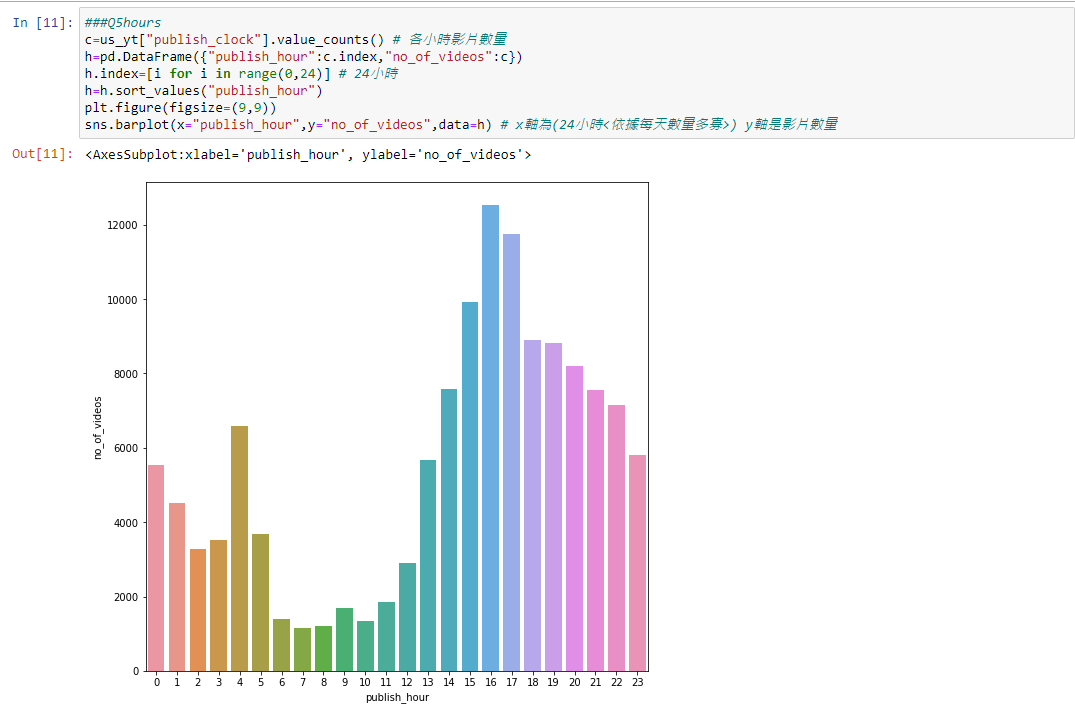 In [11]: ###Q5hours
c=us_yt["publish_clock"].value_counts() # 各小時影片數量
h=pd.DataFrame({"publish_hour":c.index,"no_of_videos":c})
h.index=[i for i in range(0,24)] # 24小時
h=h.sort_values("publish_hour")
plt.figure(figsize=(9,9))
sns.barplot(x="publish_hour",y="no_of_videos",data=h) # x軸為(24小時<依據每天數量多寡>) y軸是影片數量
Out[11]: <AxesSubplot:xlabel='publish_hour', ylabel='no_of_videos'>
12000
10000
8000
6000
4000
2000
0
no_of_videos
0 1 2 3 4 5 6 7 8 9 10 11 12 13 14 15 16 17 18 19 20 21 22 23
publish_hour